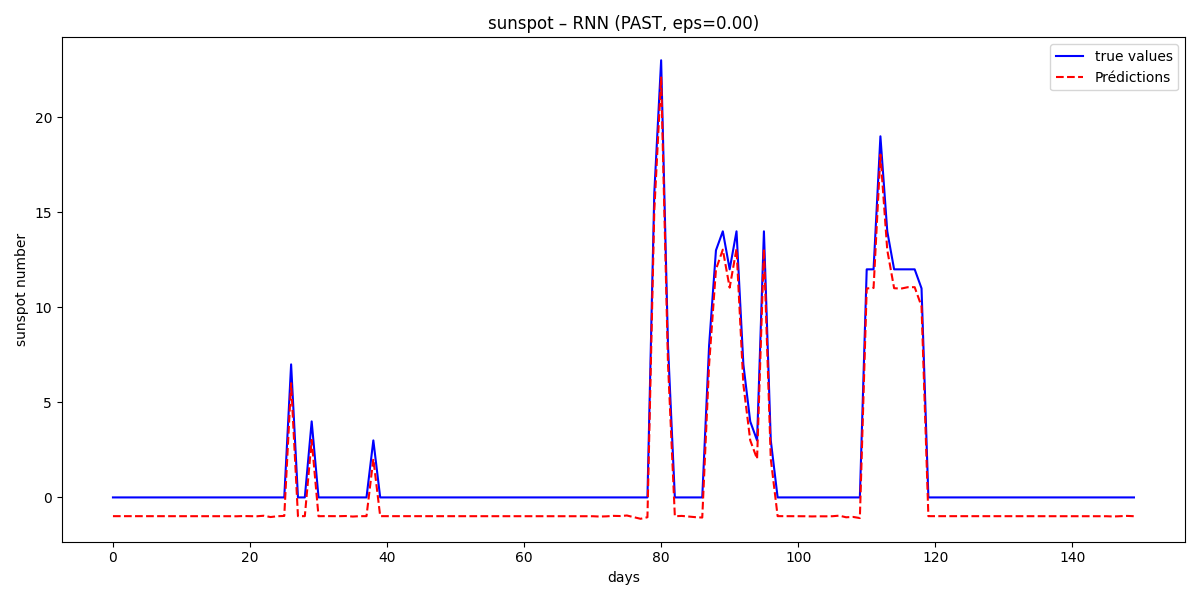 sunspot – RNN (PAST, eps=0.00)
true values
Prédictions
sunspot number
20
15
10
5
0
0
20
40
60
80
100
120
140
days